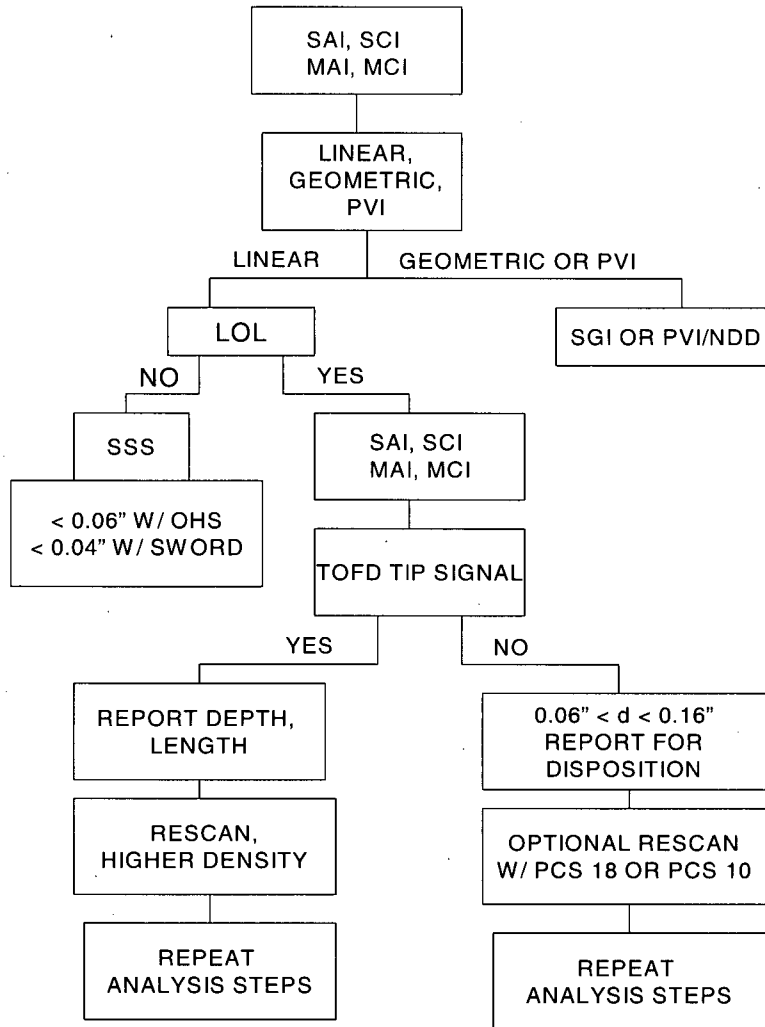 SAI, SCI
MAI, MCI
LINEAR,
GEOMETRIC,
PVI
LINEAR
GEOMETRIC OR PVI
LOL
SGI OR PVI/NDD
NO
YES
SSS
SAI, SCI
MAI, MCI
< 0.06" W/ OHS
< 0.04" W/ SWORD
TOFD TIP SIGNAL
YES
NO
REPORT DEPTH,
LENGTH
0.06" < d < 0.16"
REPORT FOR
DISPOSITION
RESCAN,
HIGHER DENSITY
OPTIONAL RESCAN
W/ PCS 18 OR PCS 10
REPEAT
ANALYSIS STEPS
REPEAT
ANALYSIS STEPS